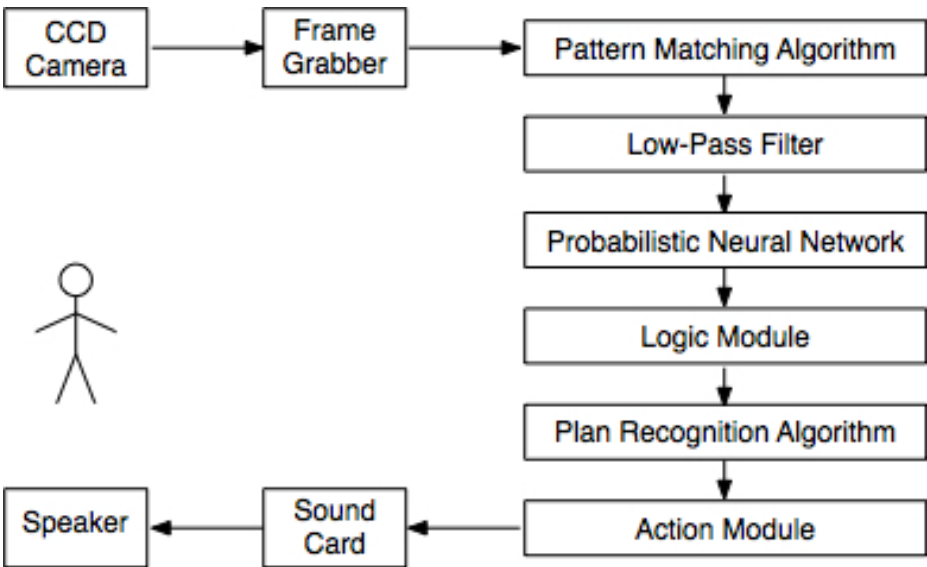 CCD
Camera
Frame
Grabber
Pattern Matching Algorithm
Low-Pass Filter
Probabilistic Neural Network
Logic Module
Plan Recognition Algorithm
Action Module
Sound
Card
Speaker